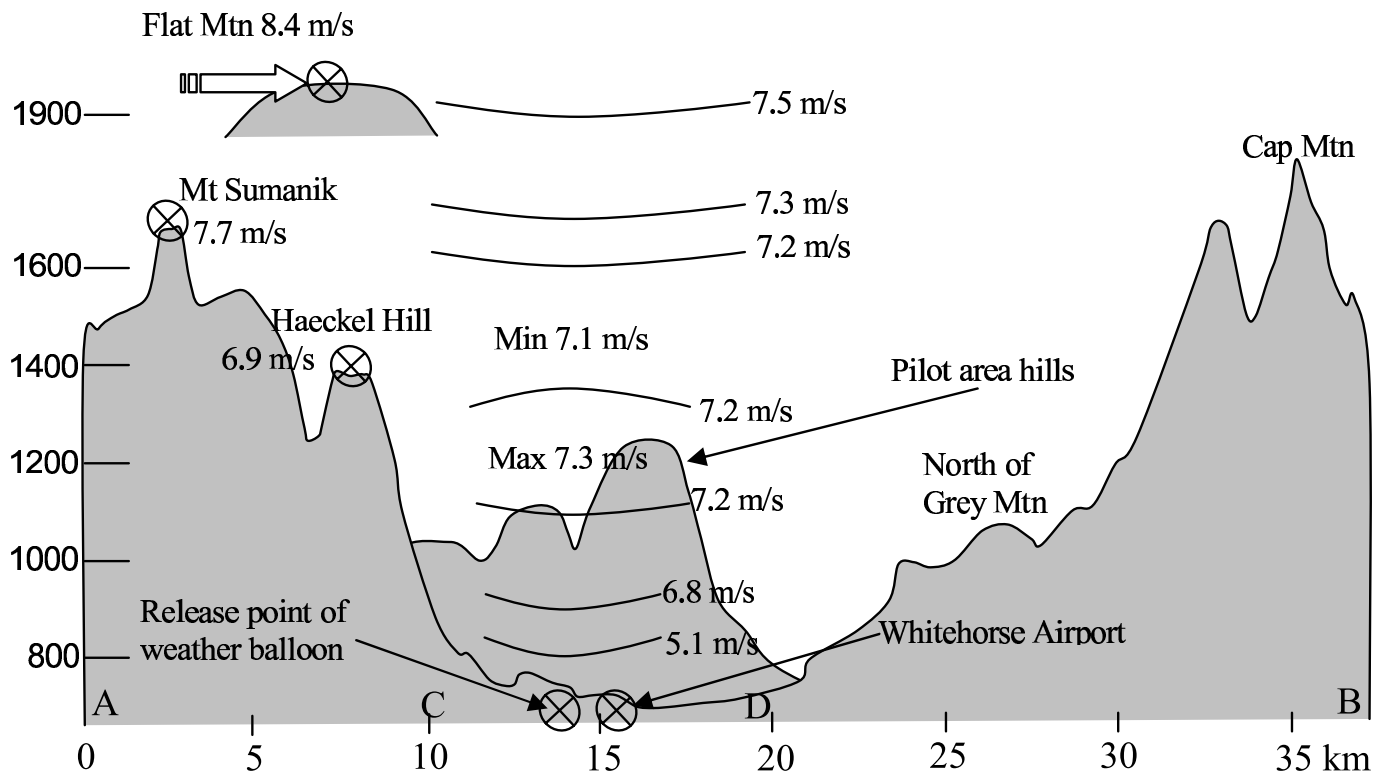 Flat Mtn 8.4 m/s
1900
7.5 m/s
Cap Mtn
Mt Sumanik
7.7 m/s
7.3 m/s
7.2 m/s
1600
Haeckel Hill
6.9 m/s
Min 7.1 m/s
1400
Pilot area hills
7.2 m/s
1200
Max 7.3 m/s
North of
Grey Mtn
7.2 m/s
1000
6.8 m/s
Release point of
weather balloon
5.1 m/s
Whitehorse Airport
800
A
C
D
B
0
5
10
15
20
25
30
35 km